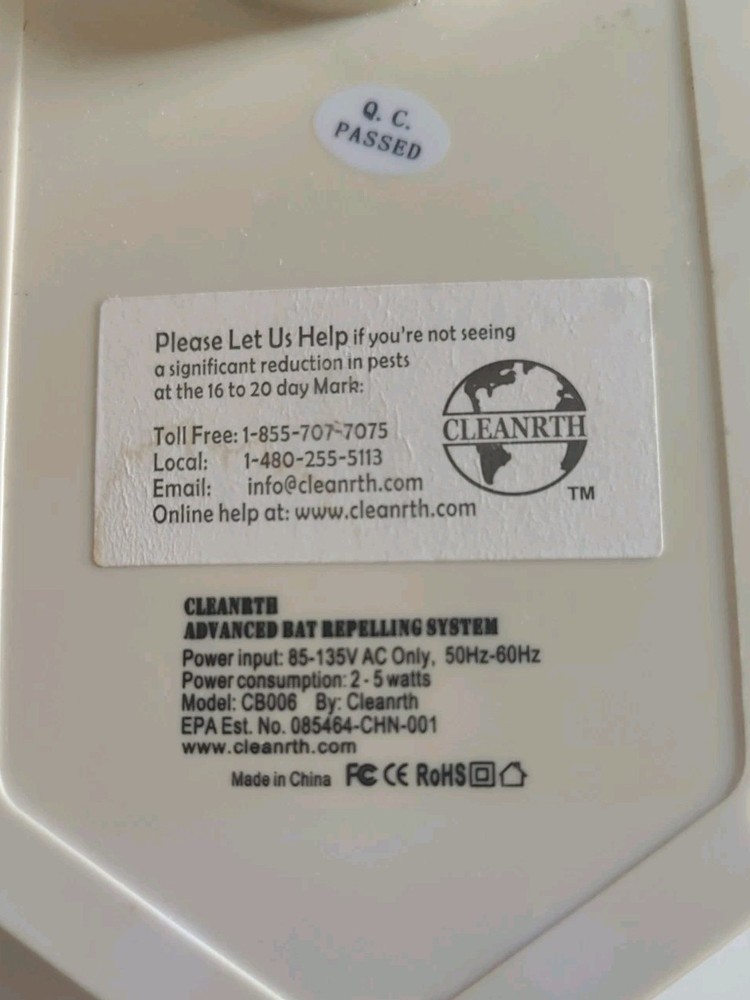 Q. C.
PASSED
Please Let Us Help if you're not seeing
a significant reduction in pests
at the 16 to 20 day Mark:
Toll Free: 1-855-707-7075
Local: 1-480-255-5113
Email: info@cleanrth.com
Online help at: www.cleanrth.com
CLEANRTH
TM
CLEANRTH
ADVANCED BAT REPELLING SYSTEM
Power input: 85-135V AC Only, 50Hz-60Hz
Power consumption: 2 - 5 watts
Model: CB006 By: Cleanrth
EPA Est. No. 085464-CHN-001
www.cleanrth.com
Made in China FC CE RoHS